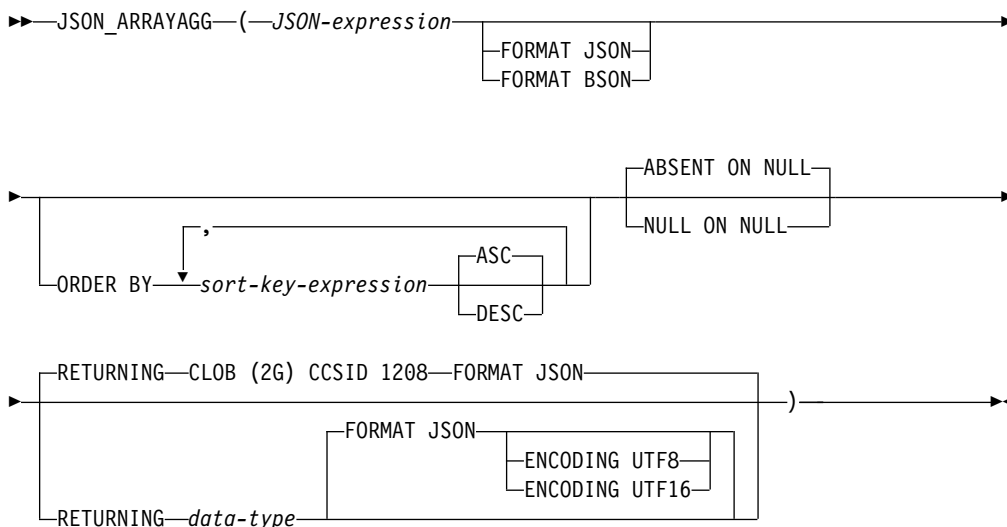 JSON_ARRAYAGG ( JSON-expression
FORMAT JSON
FORMAT BSON
ABSENT ON NULL
NULL ON NULL
,
ORDER BY sort-key-expression
ASC
DESC
RETURNING CLOB (2G) CCSID 1208 FORMAT JSON
)
FORMAT JSON
ENCODING UTF8
ENCODING UTF16
RETURNING data-type